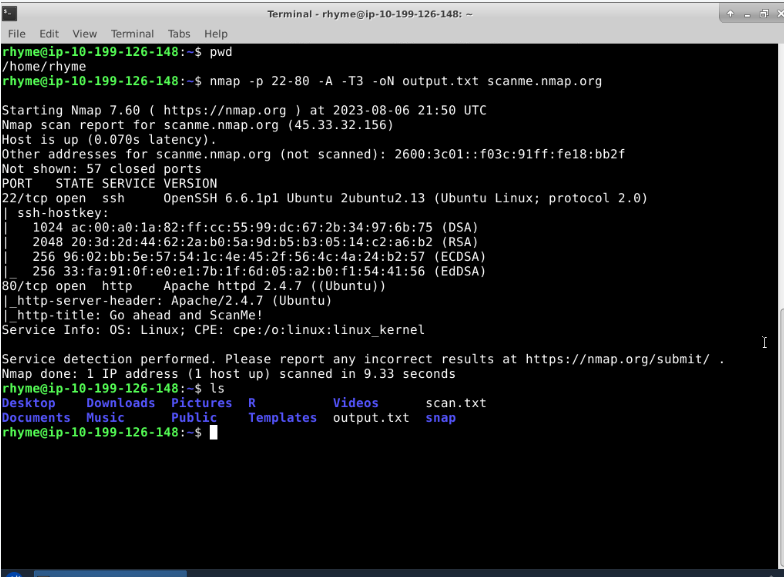 Terminal - rhyme@ip-10-199-126-148: ~
File Edit View Terminal Tabs Help
rhyme@ip-10-199-126-148:~$ pwd
/home/rhyme
rhyme@ip-10-199-126-148:~$ nmap -p 22-80 -A -T3 -oN output.txt scanme.nmap.org
Starting Nmap 7.60 ( https://nmap.org ) at 2023-08-06 21:50 UTC
Nmap scan report for scanme.nmap.org (45.33.32.156)
Host is up (0.070s latency).
Other addresses for scanme.nmap.org (not scanned): 2600:3c01::f03c:91ff:fe18:bb2f
Not shown: 57 closed ports
PORT   STATE SERVICE VERSION
22/tcp open  ssh     OpenSSH 6.6.1p1 Ubuntu 2ubuntu2.13 (Ubuntu Linux; protocol 2.0)
| ssh-hostkey:
|   1024 ac:00:a0:1a:82:ff:cc:55:99:dc:67:2b:34:97:6b:75 (DSA)
|   2048 20:3d:2d:44:62:2a:b0:5a:9d:b5:b3:05:14:c2:a6:b2 (RSA)
|   256 96:02:bb:5e:57:54:1c:4e:45:2f:56:4c:4a:24:b2:57 (ECDSA)
|_  256 33:fa:91:0f:e0:e1:7b:1f:6d:05:a2:b0:f1:54:41:56 (EdDSA)
80/tcp open  http    Apache httpd 2.4.7 ((Ubuntu))
|_http-server-header: Apache/2.4.7 (Ubuntu)
|_http-title: Go ahead and ScanMe!
Service Info: OS: Linux; CPE: cpe:/o:linux:linux_kernel
Service detection performed. Please report any incorrect results at https://nmap.org/submit/ .
Nmap done: 1 IP address (1 host up) scanned in 9.33 seconds
rhyme@ip-10-199-126-148:~$ ls
Desktop    Downloads  Pictures  R          Videos      scan.txt
Documents  Music      Public    Templates  output.txt  snap
rhyme@ip-10-199-126-148:~$